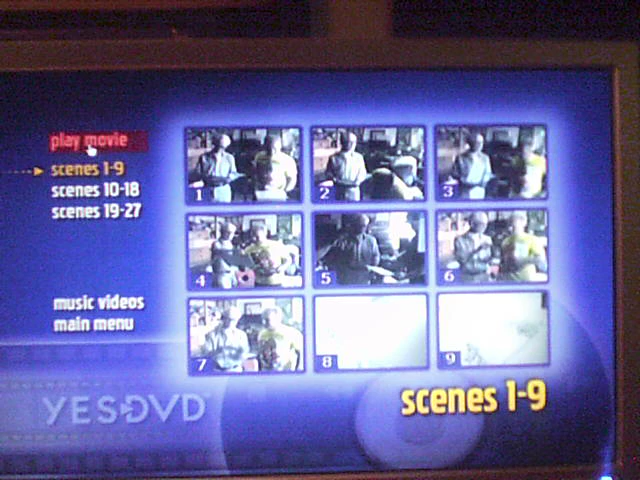 play movie
scenes 1-9
scenes 10-18
scenes 19-27
1
2
3
4
5
6
7
8
9
music videos
main menu
YESDVD
scenes 1-9